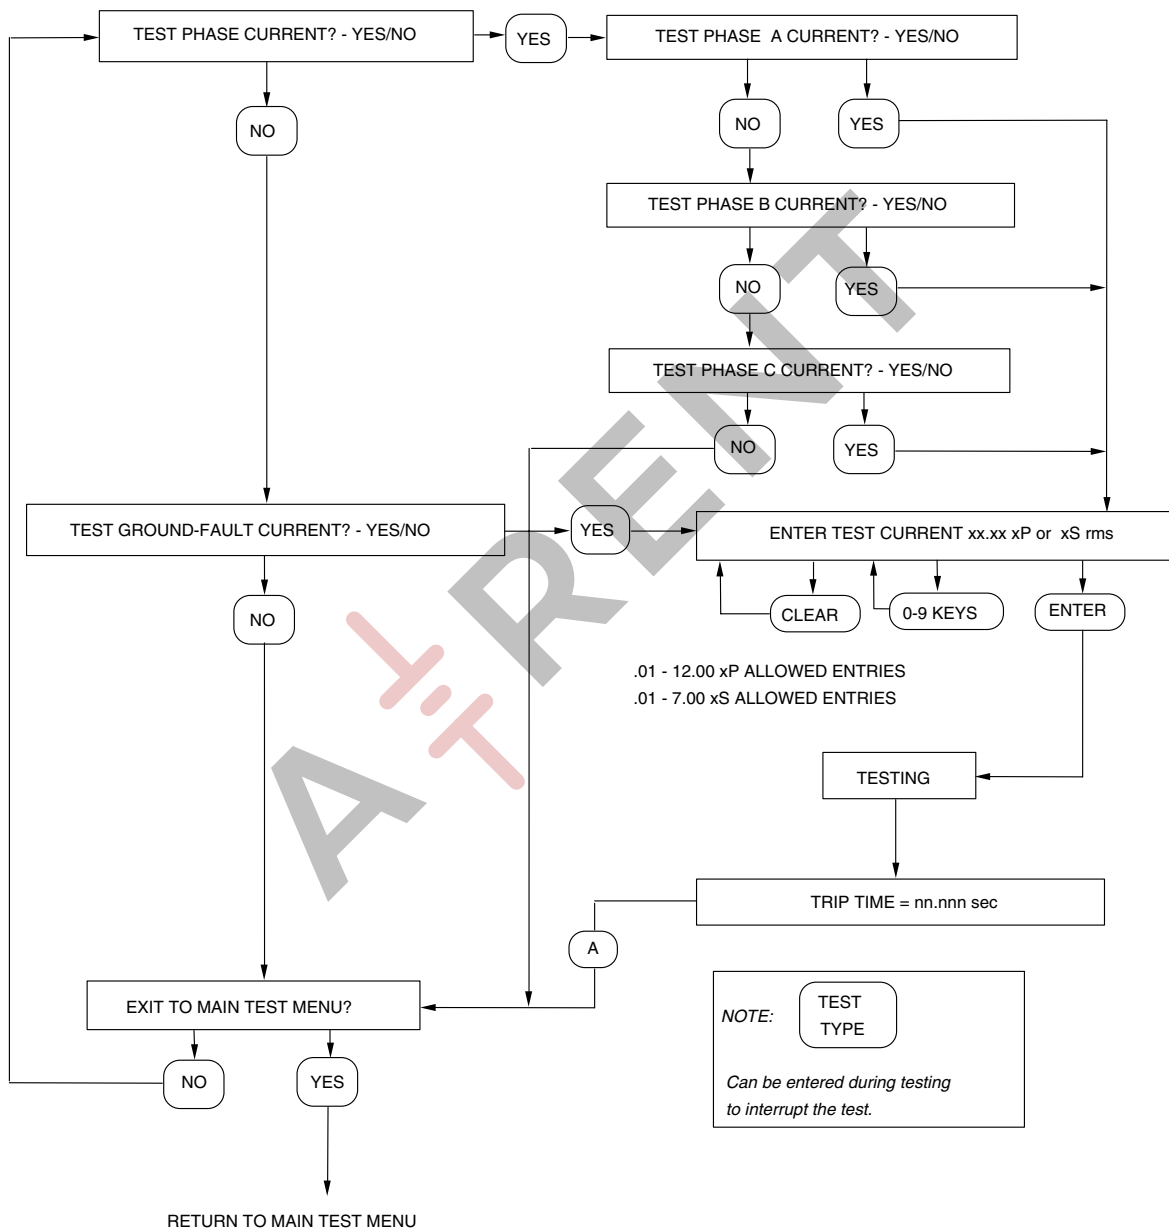 TEST PHASE CURRENT? - YES/NO
YES
TEST PHASE A CURRENT? - YES/NO
NO
NO
YES
TEST PHASE B CURRENT? - YES/NO
NO
YES
TEST PHASE C CURRENT? - YES/NO
NO
YES
TEST GROUND-FAULT CURRENT? - YES/NO
YES
ENTER TEST CURRENT xx.xx xP or xS rms
NO
CLEAR
0-9 KEYS
ENTER
.01 - 12.00 xP ALLOWED ENTRIES
.01 - 7.00 xS ALLOWED ENTRIES
TESTING
TRIP TIME = nn.nnn sec
A
EXIT TO MAIN TEST MENU?
NO
YES
NOTE:
TEST
TYPE
Can be entered during testing
to interrupt the test.
RETURN TO MAIN TEST MENU
A RENT